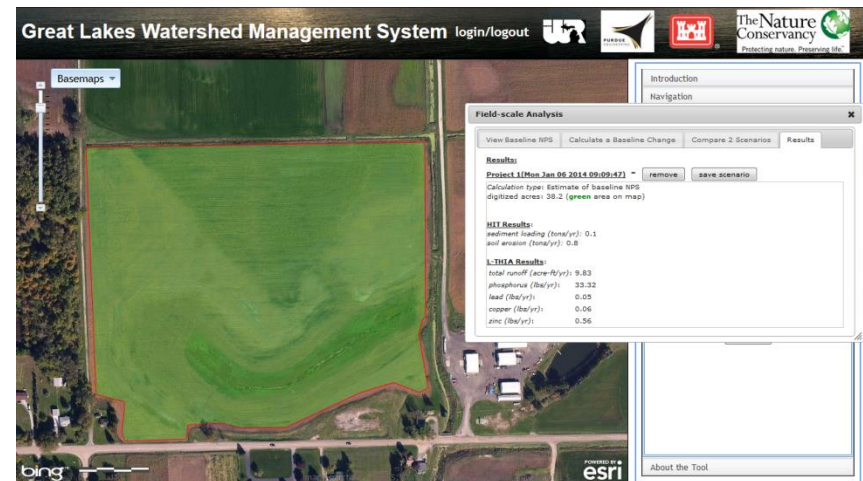 Great Lakes Watershed Management System login/logout
PURDUE
ENGINEERING
The Nature
Conservancy
Protecting nature. Preserving life.
Basemaps
Introduction
Navigation
Field-scale Analysis
View Baseline NPS Calculate a Baseline Change Compare 2 Scenarios Results
Results:
Project 1(Mon Jan 06 2014 09:09:47) - remove save scenario
Calculation type: Estimate of baseline NPS
digitized acres: 38.2 (green area on map)
HIT Results:
sediment loading (tons/yr): 0.1
soil erosion (tons/yr): 0.8
L-THIA Results:
total runoff (acre-ft/yr): 9.83
phosphorus (lbs/yr): 33.32
lead (lbs/yr): 0.05
copper (lbs/yr): 0.06
zinc (lbs/yr): 0.56
About the Tool
bing
POWERED BY
esri